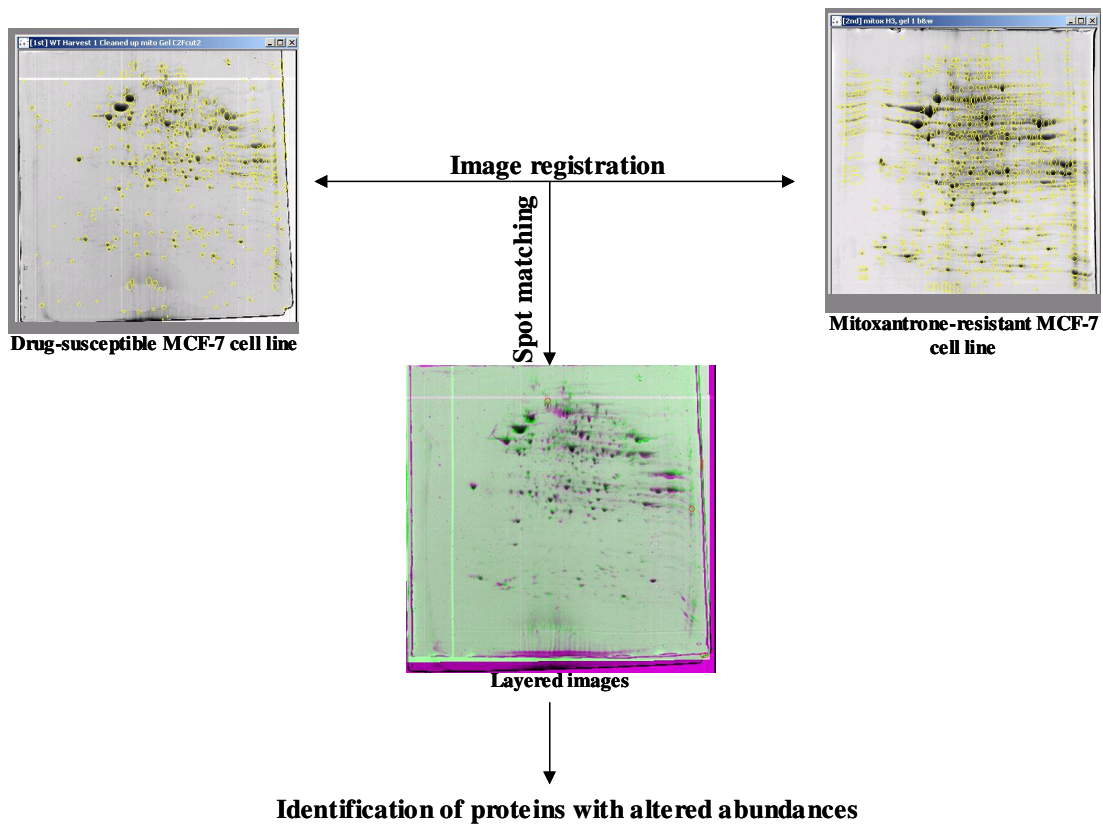 [1st] WT Harvest 1 Cleaned up mito Gel C2Fcut2
[2nd] mitox H3, gel 1 b&w
Image registration
Spot matching
Drug-susceptible MCF-7 cell line
Mitoxantrone-resistant MCF-7
cell line
Layered images
Identification of proteins with altered abundances